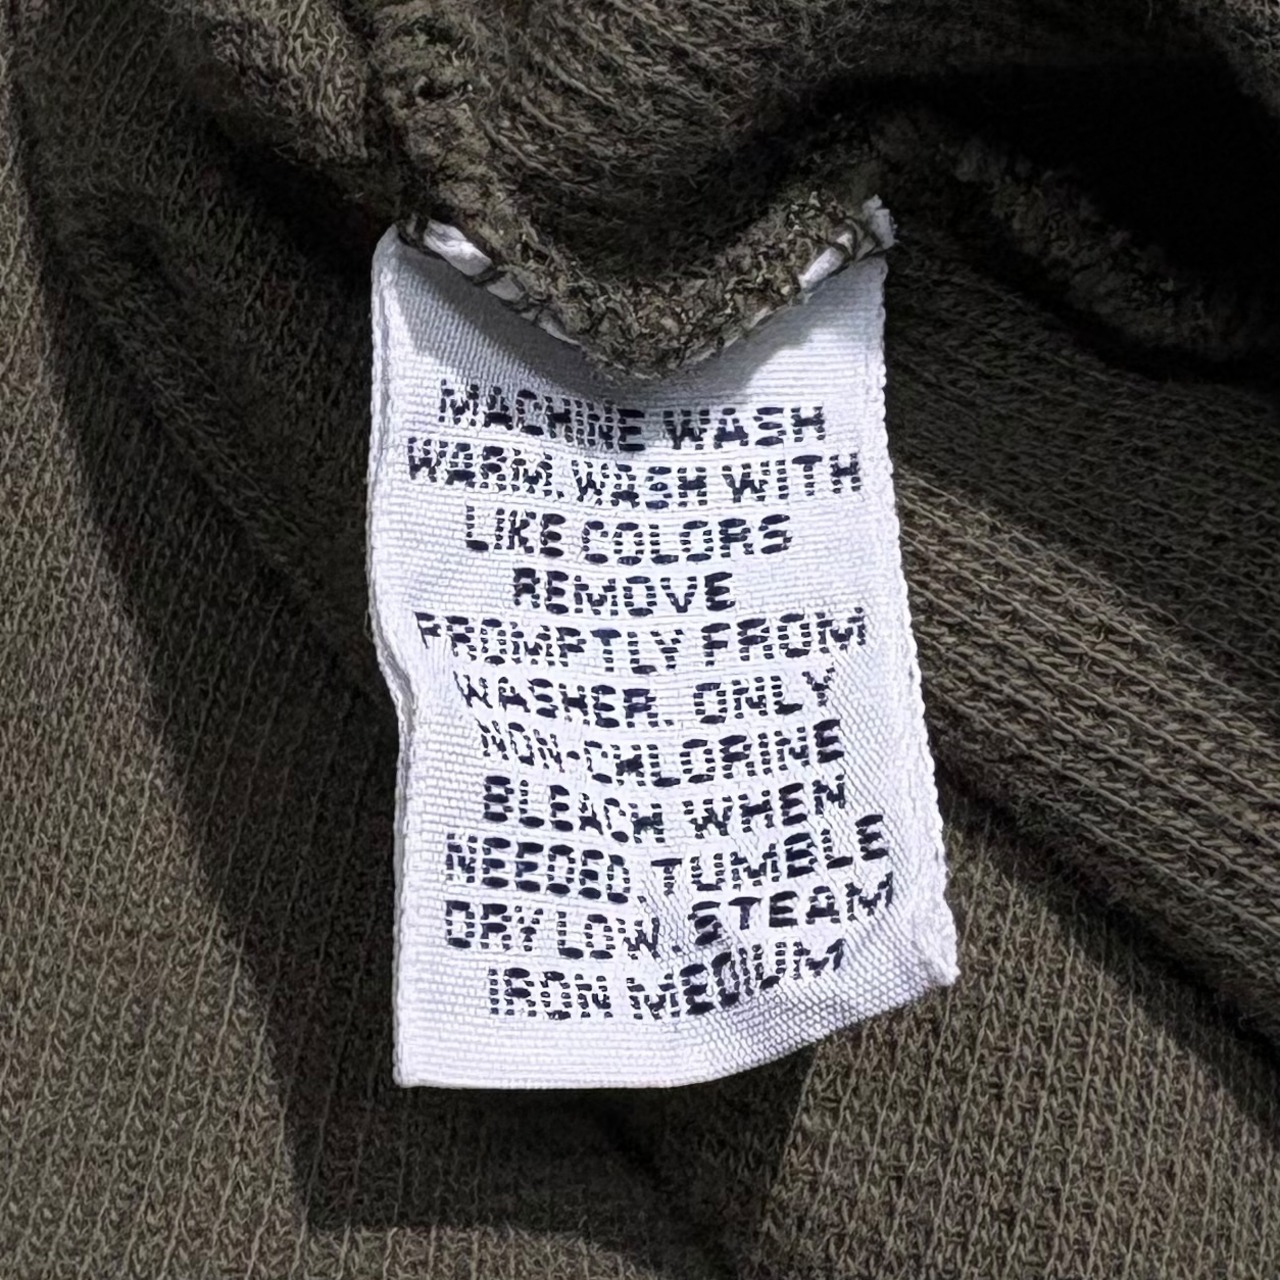 MACHINE WASH
WARM. WASH WITH
LIKE COLORS
REMOVE
PROMPTLY FROM
WASHER. ONLY
NON-CHLORINE
BLEACH WHEN
NEEDED. TUMBLE
DRY LOW. STEAM
IRON MEDIUM